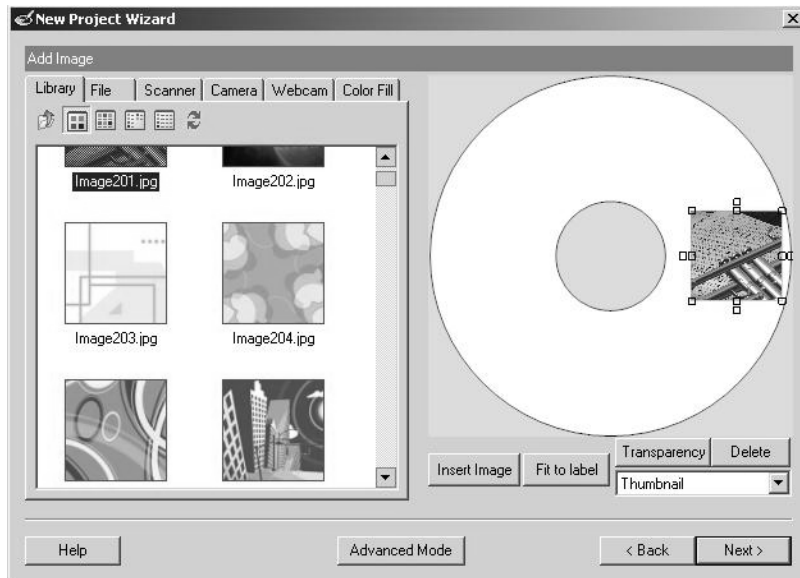 New Project Wizard
Add Image
Library File Scanner Camera Webcam Color Fill
Image201.jpg Image202.jpg
Image203.jpg Image204.jpg
Insert Image Fit to label Transparency Delete
Thumbnail
Help Advanced Mode < Back Next >